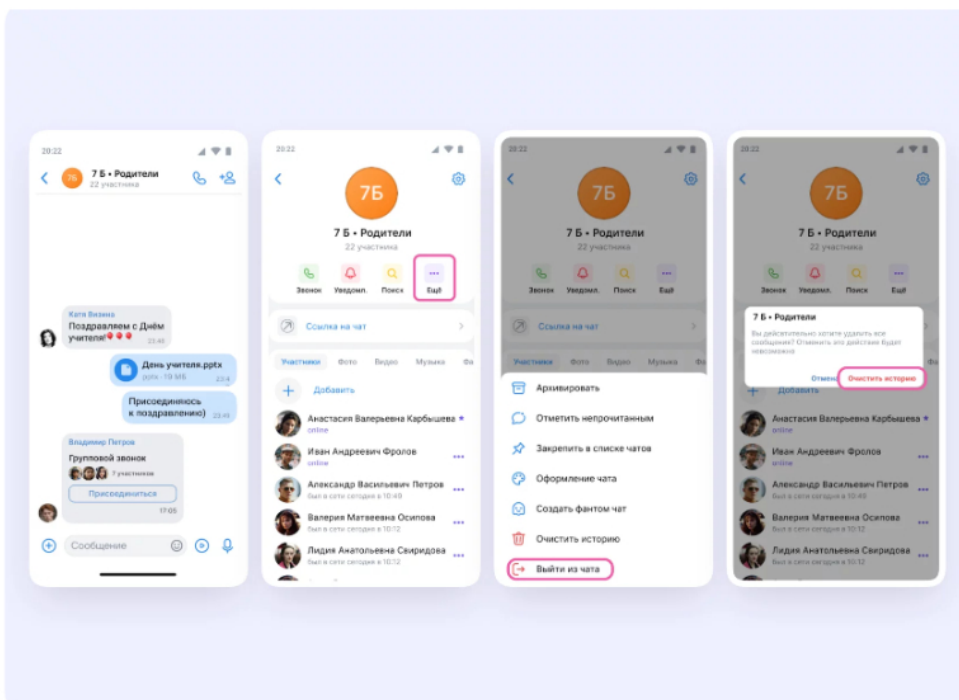 20:22
7Б
7 Б • Родители
22 участника
Катя Визина
Поздравляем с Днём
учителя!
23:48
День учителя.pptx
pptx · 19 МБ
23:4
Присоединяюсь
к поздравлению)
23:49
Владимир Петров
Групповой звонок
7 участников
Присоединиться
17:05
Сообщение
20:22
7Б
7 Б • Родители
22 участника
Звонок
Уведомл.
Поиск
Ещё
Ссылка на чат
Участники Фото Видео Музыка Фа
Добавить
Анастасия Валерьевна Карбышева
online
Иван Андреевич Фролов
online
Александр Васильевич Петров
был в сети сегодня в 10:49
Валерия Матвеевна Осипова
был в сети сегодня в 10:12
Лидия Анатольевна Свиридова
был в сети сегодня в 10:12
20:22
7Б
7 Б • Родители
22 участника
Звонок
Уведомл.
Поиск
Ещё
Ссылка на чат
Участники Фото Видео Музыка Фа
Архивировать
Отметить непрочитанным
Закрепить в списке чатов
Оформление чата
Создать фантом чат
Очистить историю
Выйти из чата
20:22
7Б
7 Б • Родители
22 участника
Звонок
Уведомл.
Поиск
Ещё
7 Б • Родители
Вы действительно хотите удалить все
сообщения? Отменить это действие будет
невозможно
Отмена
Очистить историю
Добавить
Анастасия Валерьевна Карбышева
online
Иван Андреевич Фролов
online
Александр Васильевич Петров
был в сети сегодня в 10:49
Валерия Матвеевна Осипова
был в сети сегодня в 10:12
Лидия Анатольевна Свиридова
был в сети сегодня в 10:12